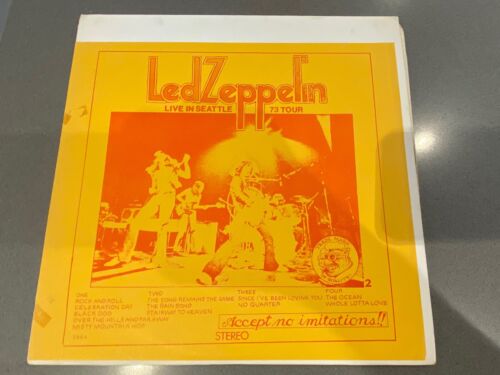 Led Zeppelin
LIVE IN SEATTLE 73 TOUR
2
ONE
ROCK AND ROLL
CELEBRATION DAY
BLACK DOG
OVER THE HILLS AND FAR AWAY
MISTY MOUNTAIN HOP
TWO
THE SONG REMAINS THE SAME
THE RAIN SONG
STAIRWAY TO HEAVEN
THREE
SINCE I'VE BEEN LOVING YOU
NO QUARTER
FOUR
THE OCEAN
WHOLE LOTTA LOVE
Accept no imitations!!
STEREO